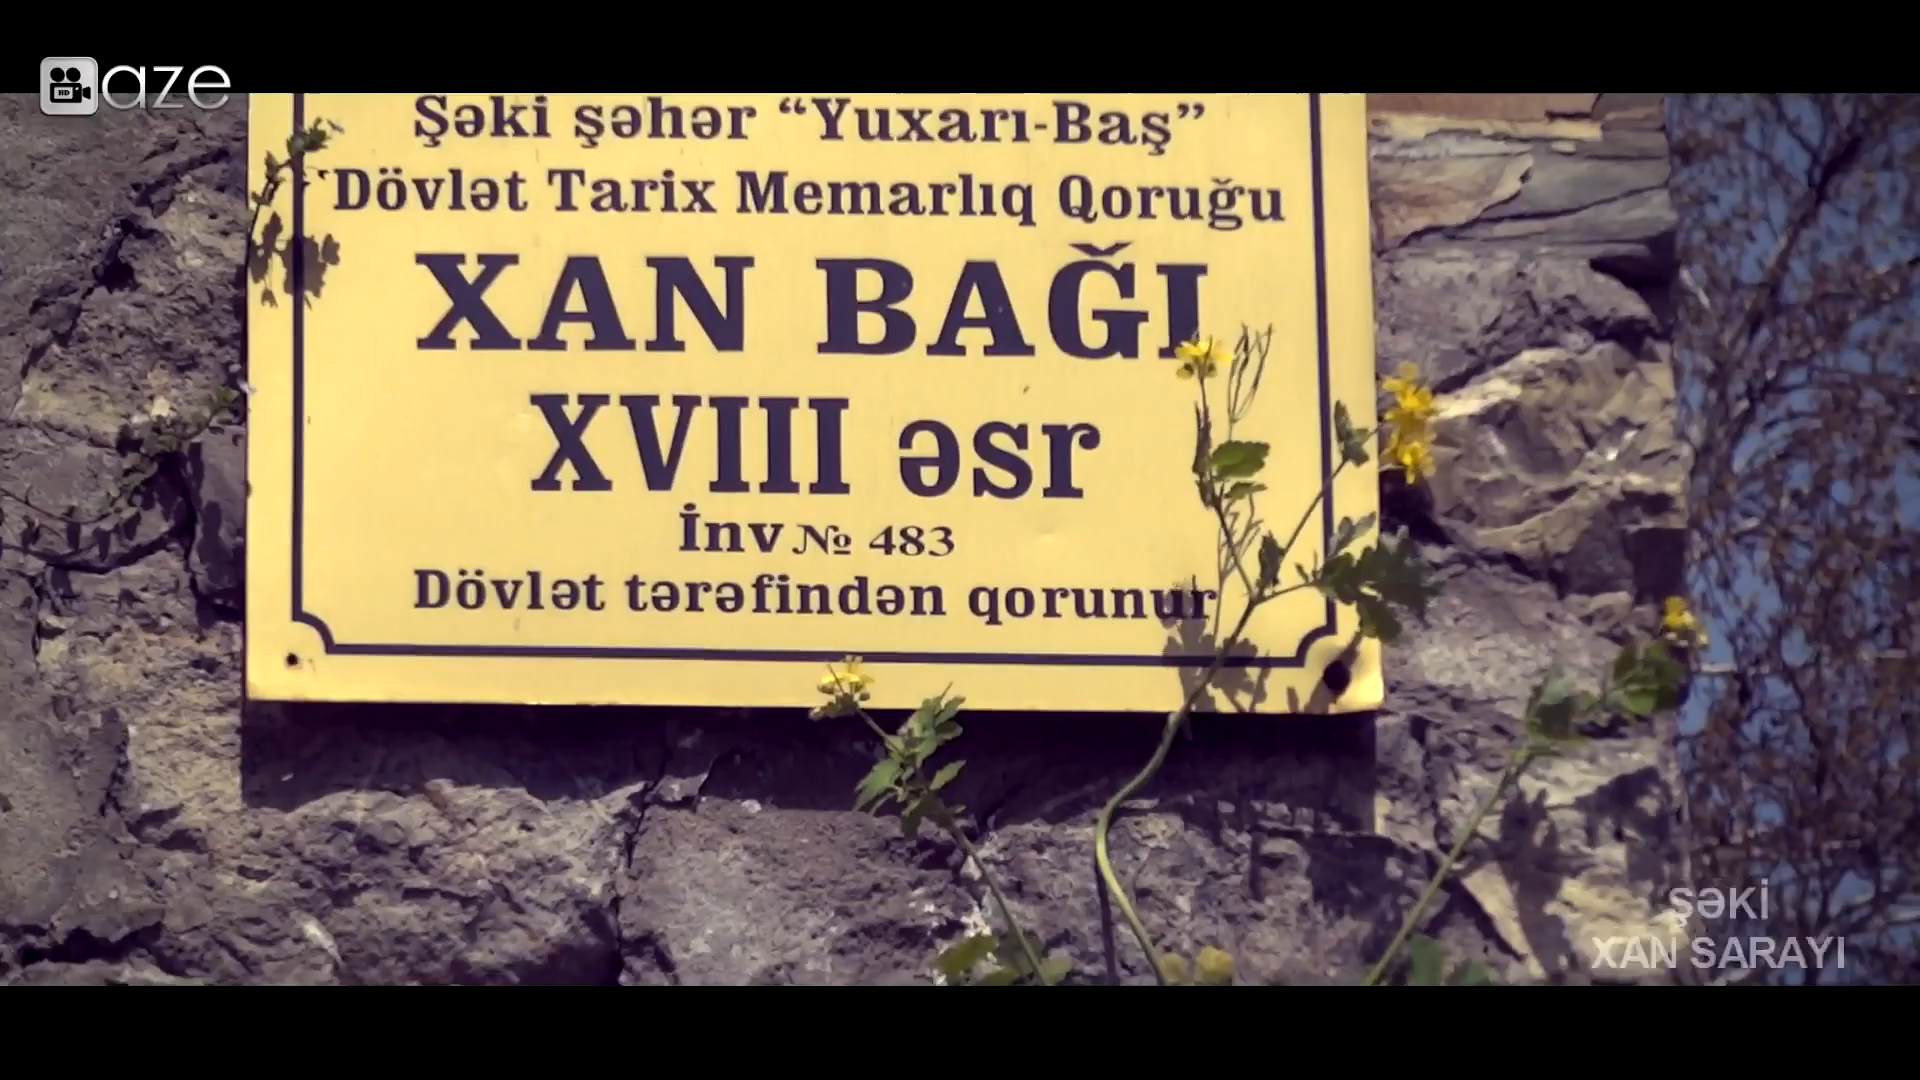 aze
HD
Şəki şəhər “Yuxarı-Baş”
Dövlət Tarix Memarlıq Qoruğu
XAN BAĞI
XVIII əsr
İnv № 483
Dövlət tərəfindən qorunur
ŞƏKİ
XAN SARAYI